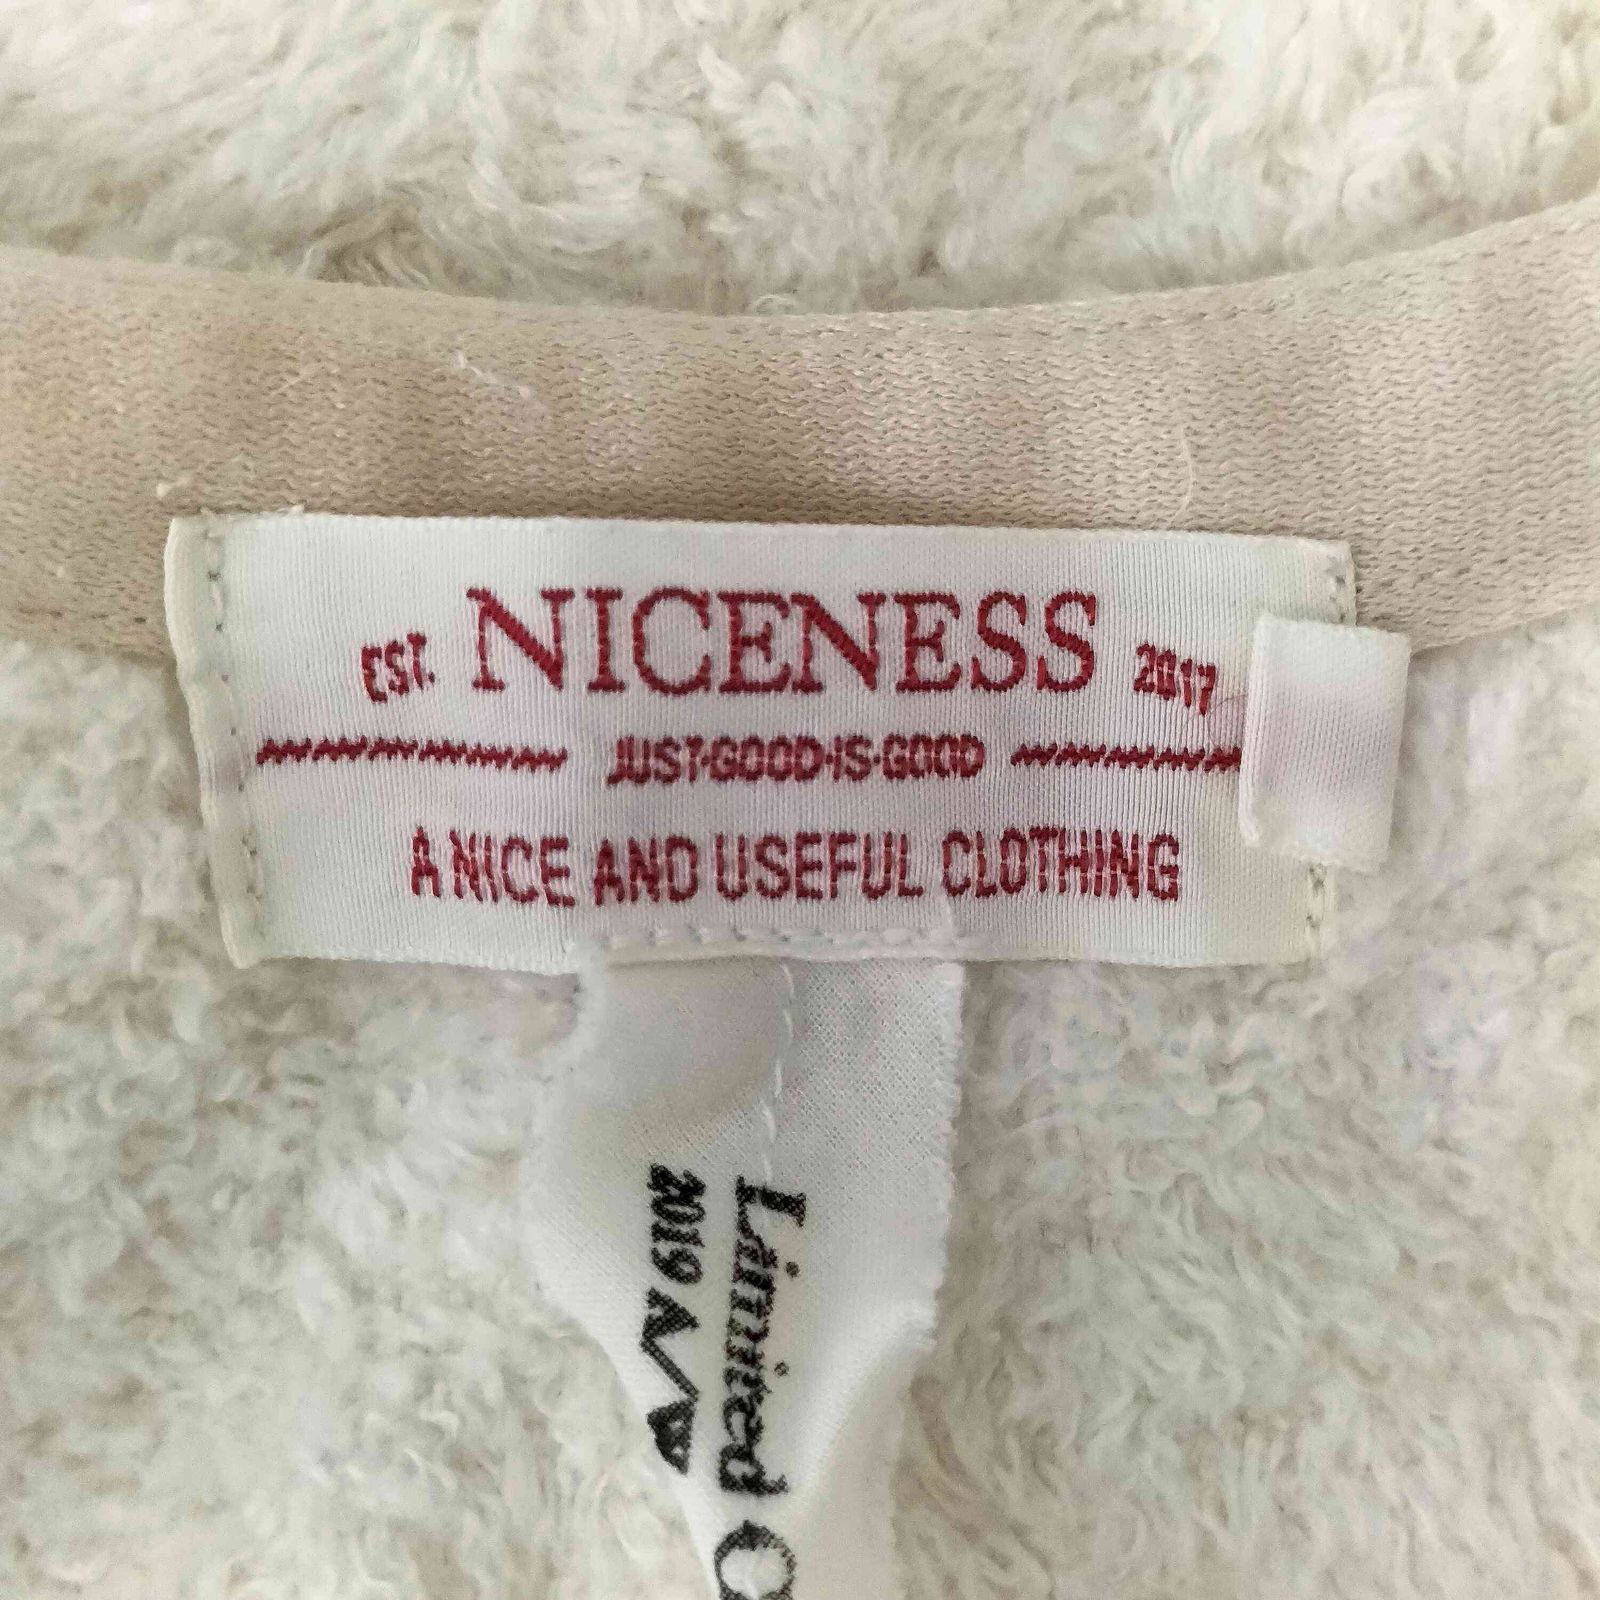 EST. NICENESS 2017
JUST·GOOD·IS·GOOD
A NICE AND USEFUL CLOTHING
Limited
2019